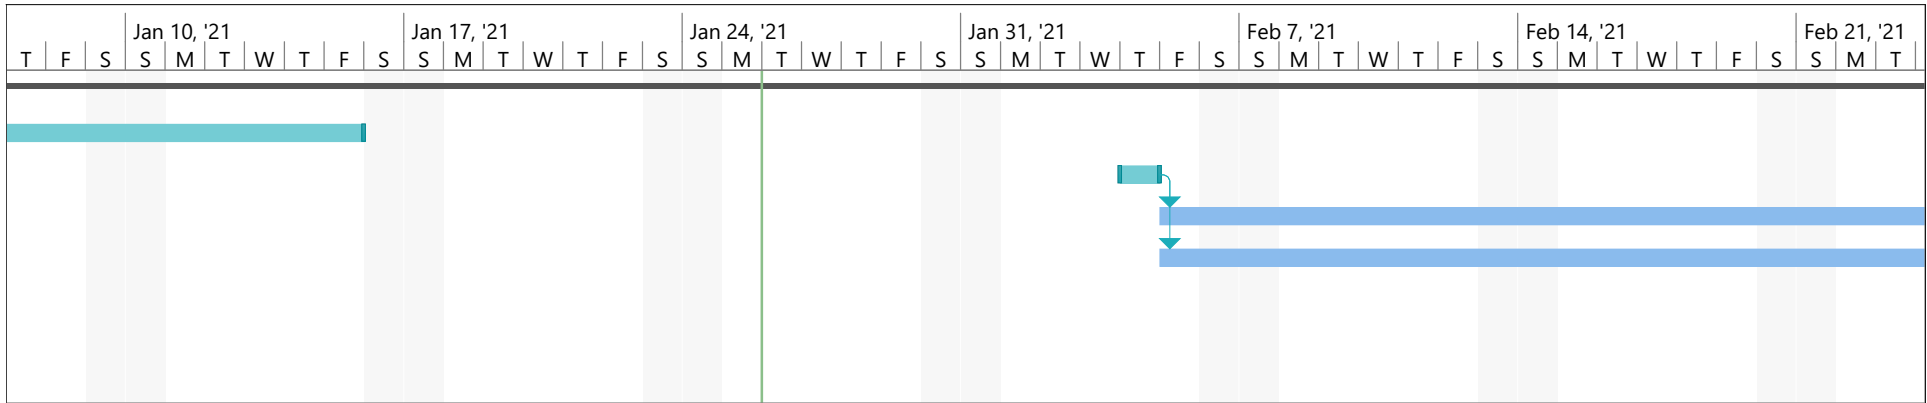 Jan 10, '21 Jan 17, '21 Jan 24, '21 Jan 31, '21 Feb 7, '21 Feb 14, '21 Feb 21, '21
T F S S M T W T F S S M T W T F S S M T W T F S S M T W T F S S M T W T F S S M T W T F S S M T